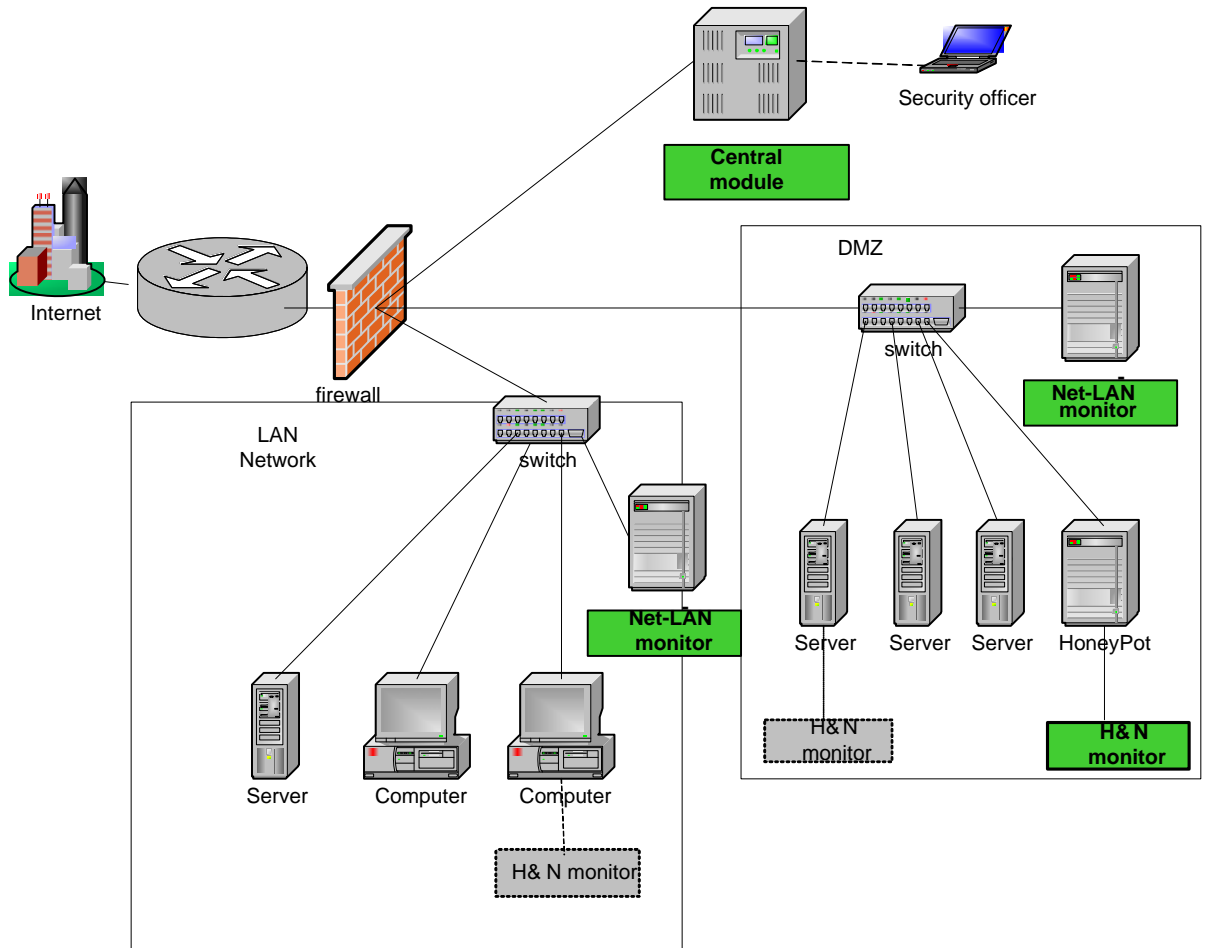 Security officer
Central
module
DMZ
Internet
switch
firewall
Net-LAN
monitor
LAN
Network
switch
Net-LAN
monitor
Server
Server
Server
HoneyPot
H& N
monitor
H& N
monitor
Server
Computer
Computer
H& N monitor